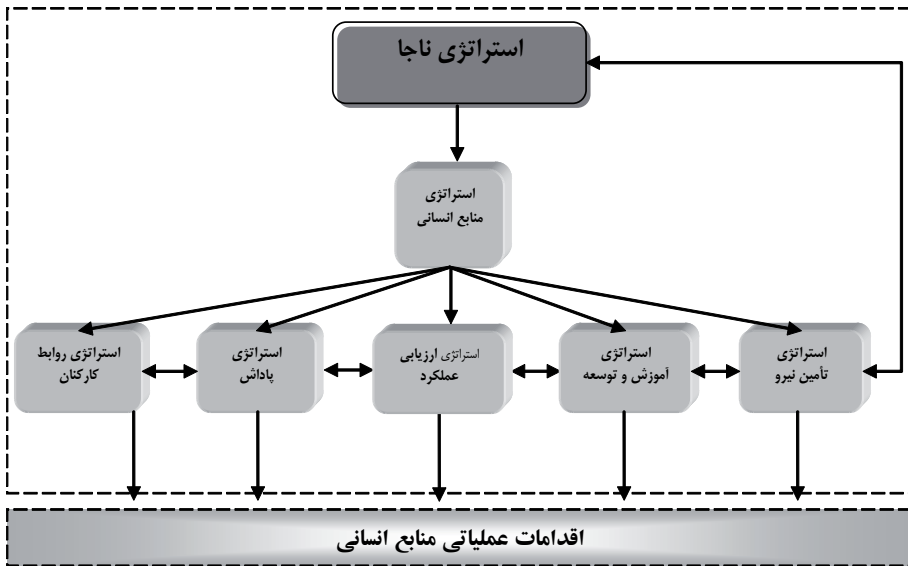 استراتژی ناجا
استراتژی
منابع انسانی
استراتژی
تأمین نیرو
استراتژی
آموزش و توسعه
استراتژی ارزیابی
عملکرد
استراتژی
پاداش
استراتژی روابط
کارکنان
اقدامات عملیاتی منابع انسانی